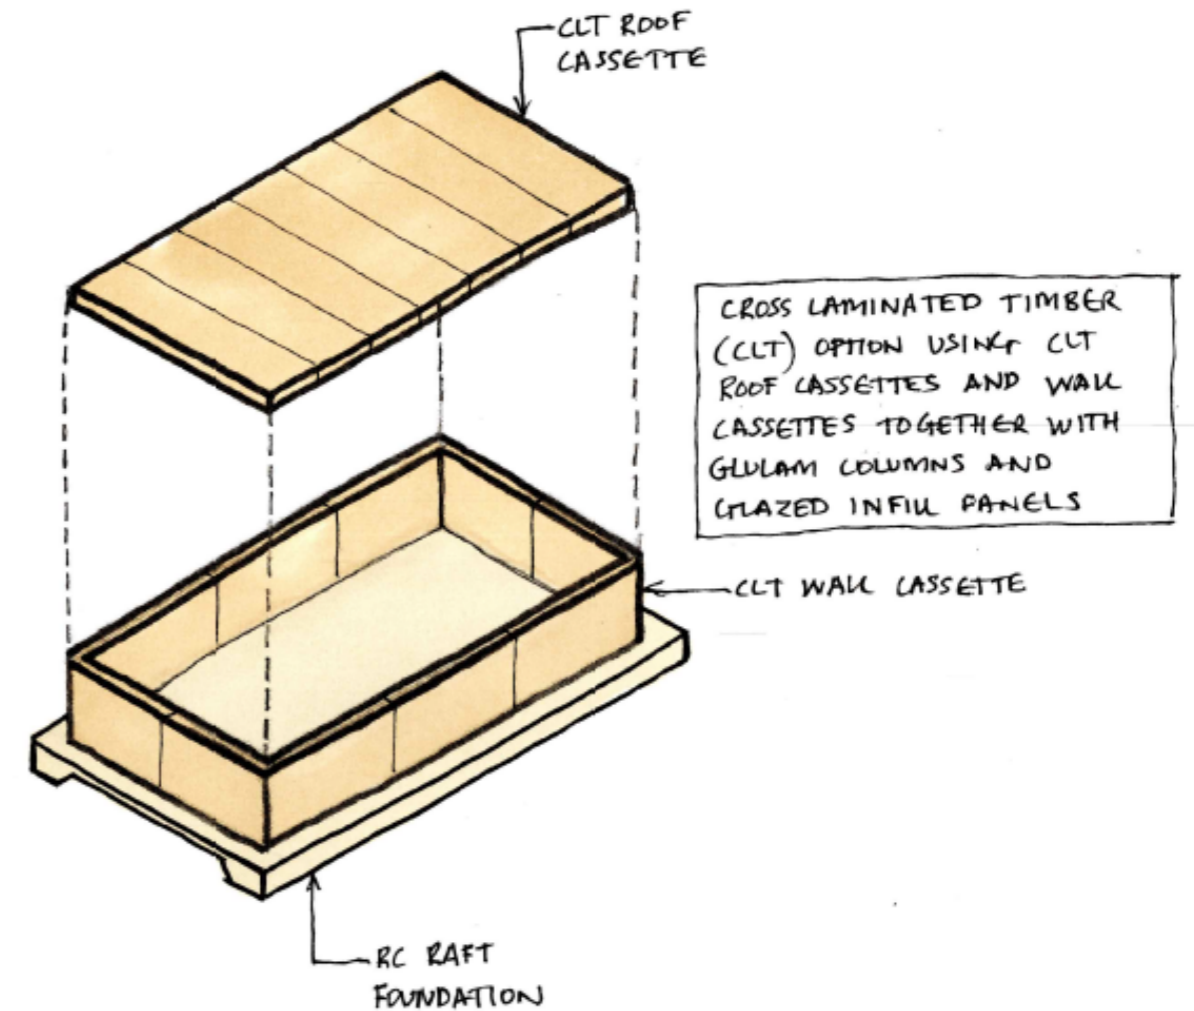 CLT ROOF
CASSETTE
CROSS LAMINATED TIMBER
(CLT) OPTION USING CLT
ROOF CASSETTES AND WALL
CASSETTES TOGETHER WITH
GLULAM COLUMNS AND
GLAZED INFILL PANELS
CLT WALL CASSETTE
RC RAFT
FOUNDATION